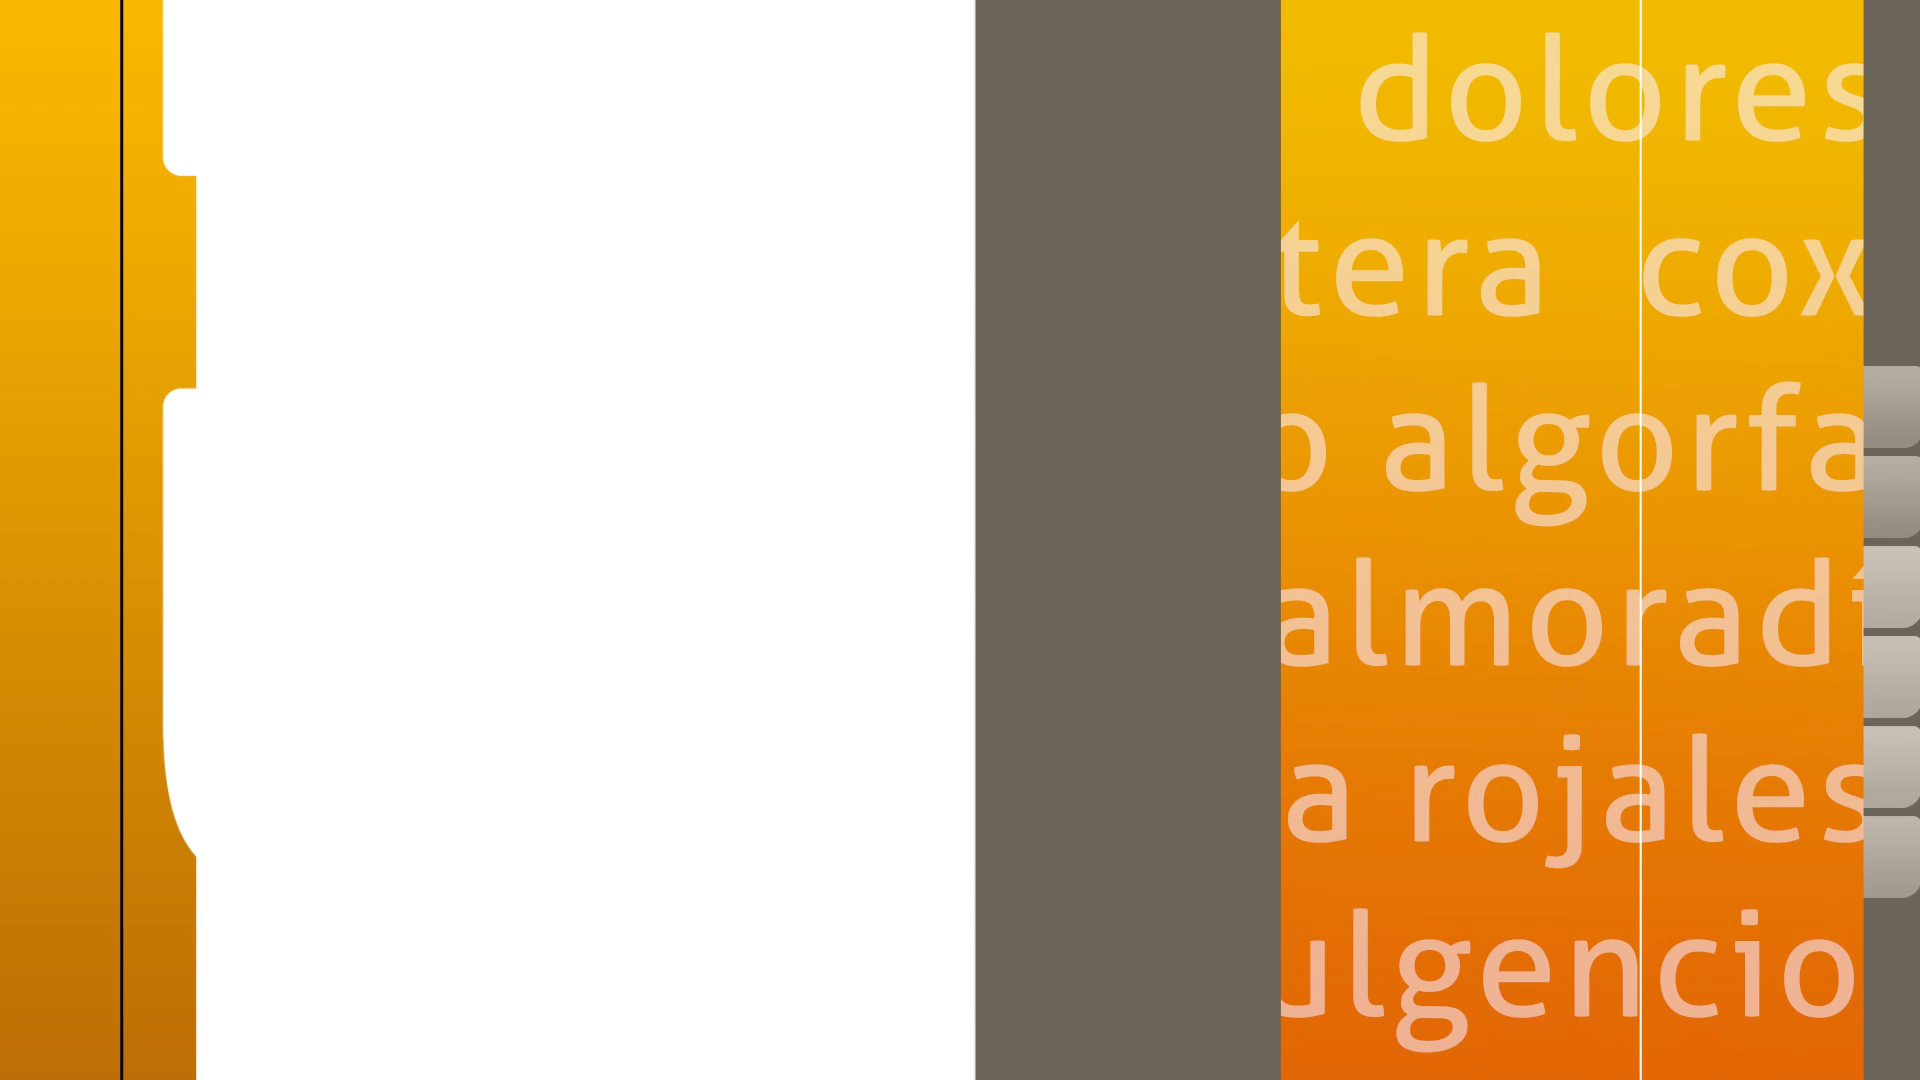 dolores
tera cox
o algorfa
almoradí
a rojales
ulgencio